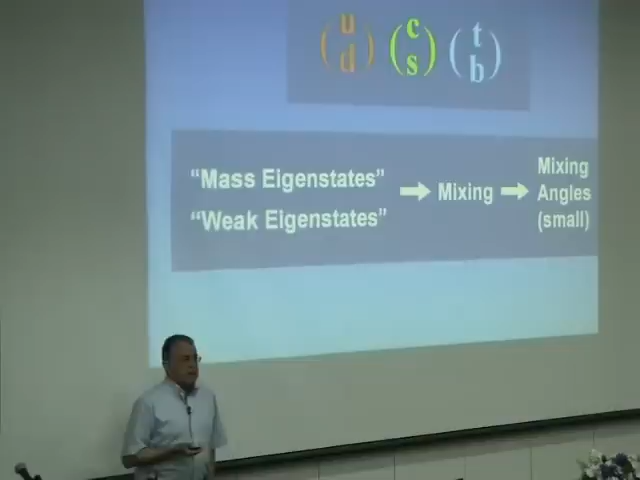 u c t
d s b
"Mass Eigenstates"
"Weak Eigenstates"
Mixing
Mixing
Angles
(small)